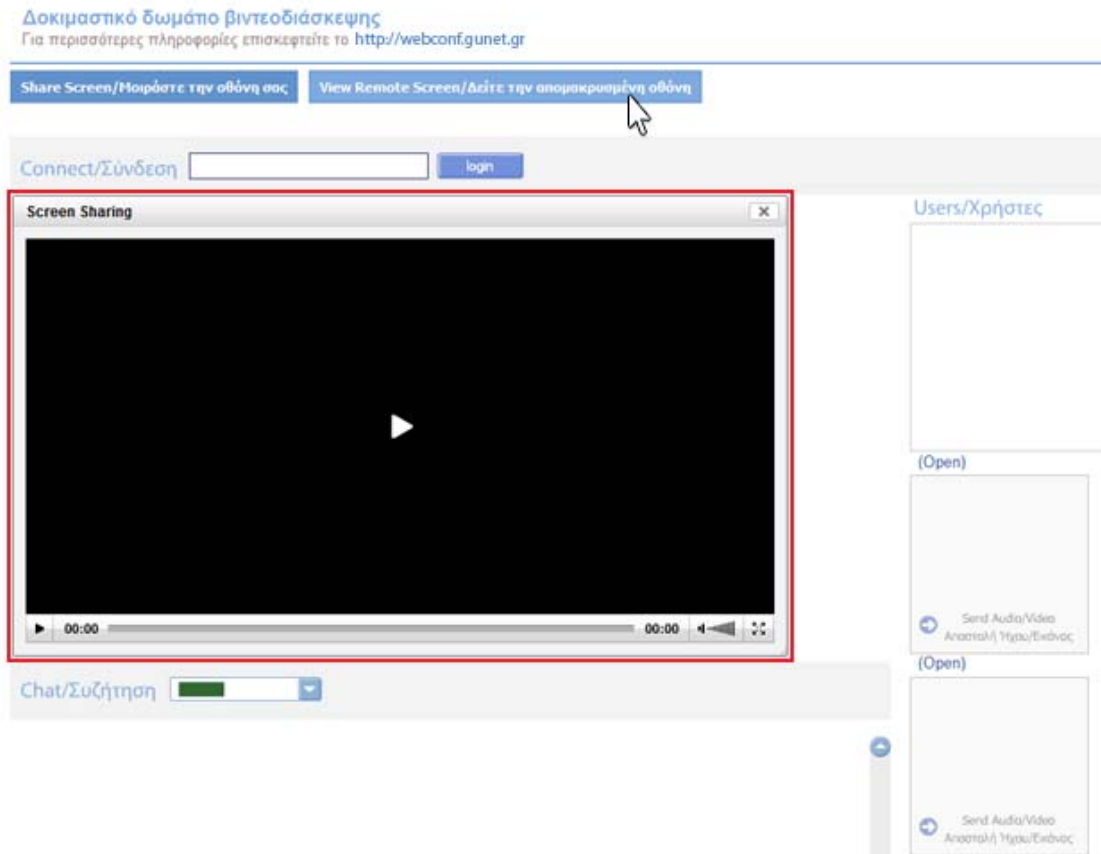 Δοκιμαστικό δωμάτιο βιντεοδιάσκεψης
Για περισσότερες πληροφορίες επισκεφτείτε το http://webconf.gunet.gr
Share Screen/Μοιράστε την οθόνη σας
View Remote Screen/Δείτε την απομακρυσμένη οθόνη
Connect/Σύνδεση
login
Screen Sharing
Users/Χρήστες
(Open)
00:00
00:00
Send Audio/Video
Αποστολή Ήχου/Εικόνας
(Open)
Chat/Συζήτηση
Send Audio/Video
Αποστολή Ήχου/Εικόνας